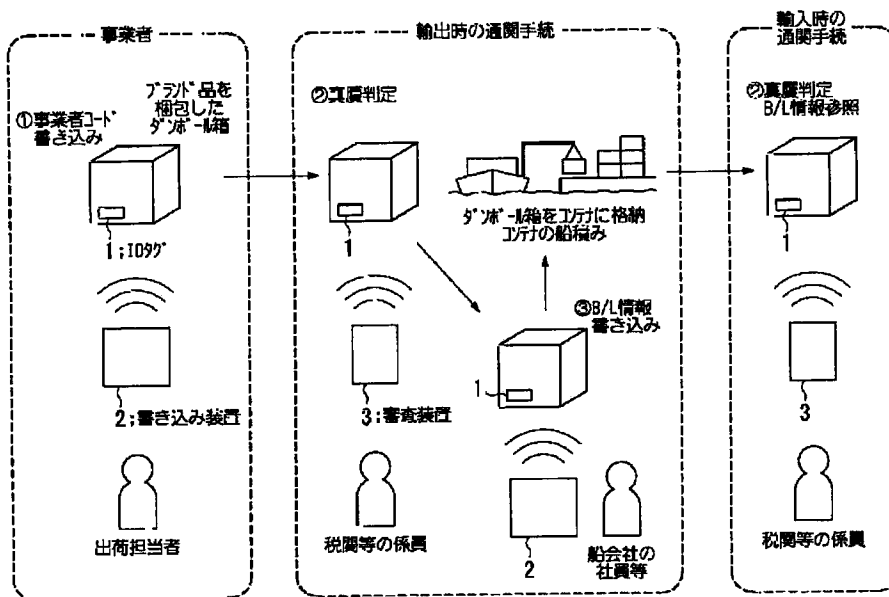 事業者
①事業者コード
書き込み
ブランド品を
梱包した
ダンボール箱
1;IDタグ
2;書き込み装置
出荷担当者
輸出時の通関手続
②真贋判定
1
3;審査装置
税関等の係員
ダンボール箱をコンテナに格納
コンテナの船積み
③B/L情報
書き込み
1
2
船会社の
社員等
輸入時の
通関手続
②真贋判定
B/L情報参照
1
3
税関等の係員